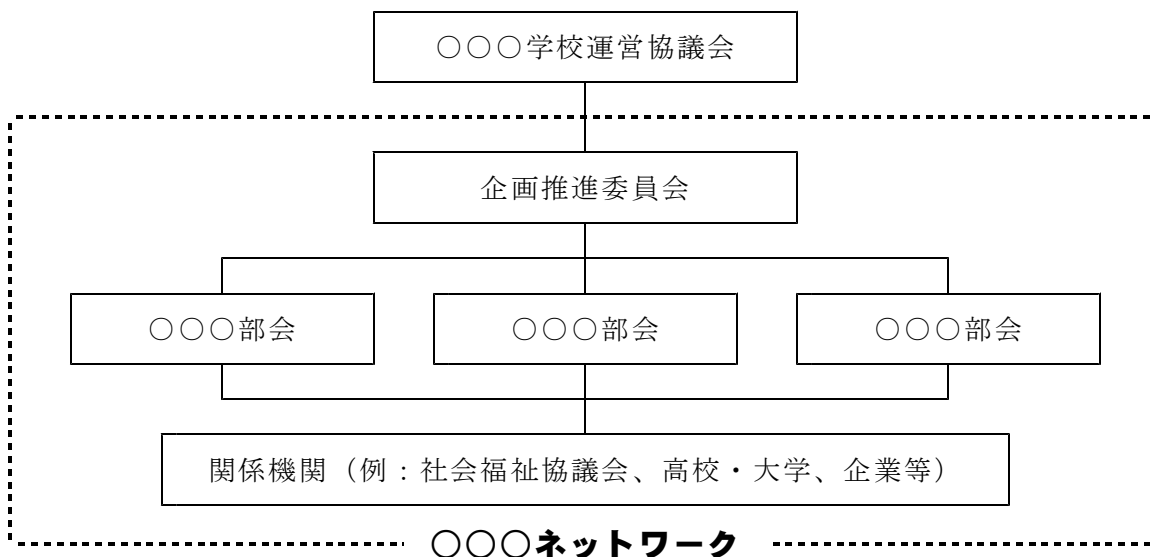 ○○○学校運営協議会
企画推進委員会
○○○部会
○○○部会
○○○部会
関係機関（例：社会福祉協議会、高校・大学、企業等）
○○○ネットワーク